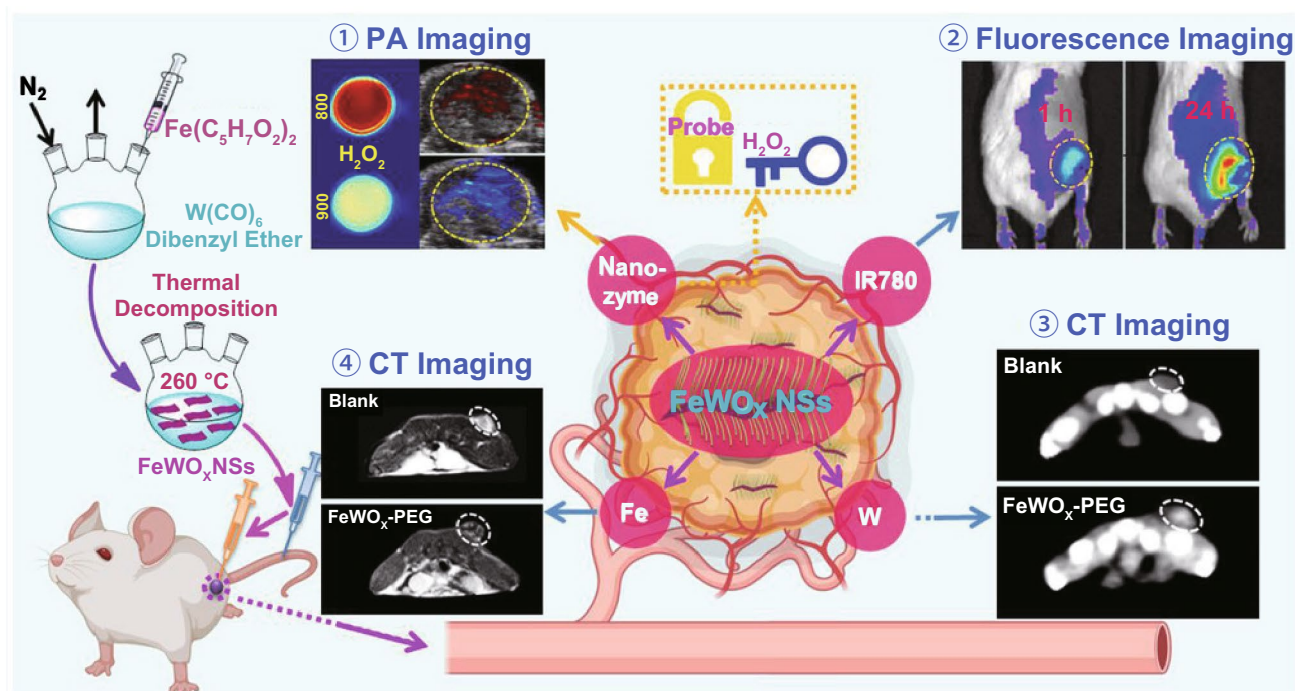 ① PA Imaging
② Fluorescence Imaging
N₂
Fe(C₅H₇O₂)₂
W(CO)₆
Dibenzyl Ether
800
H₂O₂
900
Probe
H₂O₂
1 h
24 h
Thermal
Decomposition
260 °C
FeWOₓNSs
Nano-
zyme
IR780
FeWOₓ NSs
Fe
W
③ CT Imaging
Blank
FeWOₓ-PEG
④ CT Imaging
Blank
FeWOₓ-PEG